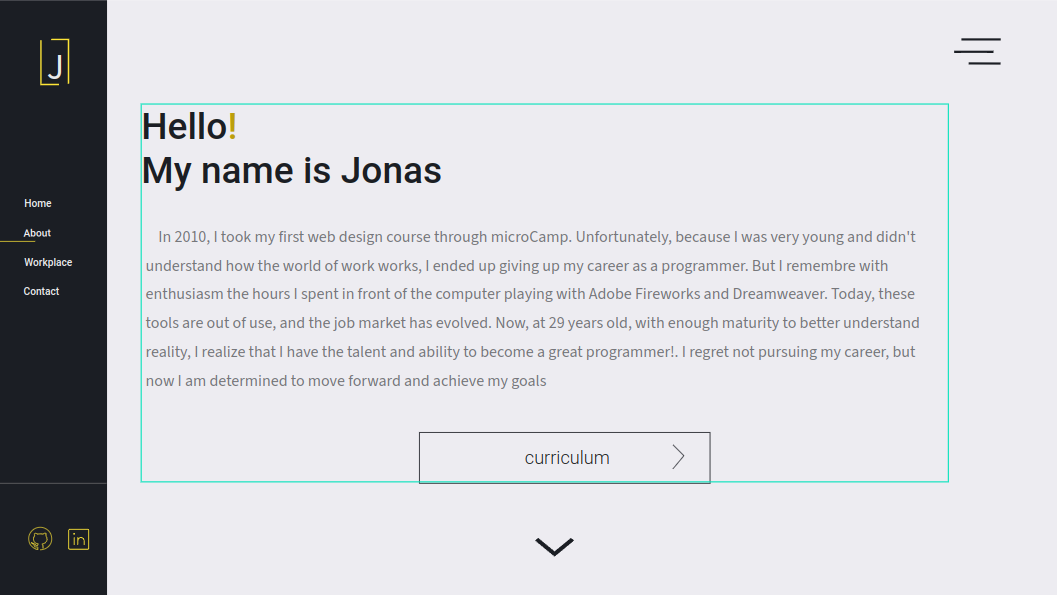 J
Home
About
Workplace
Contact
in
Hello!
My name is Jonas
In 2010, I took my first web design course through microCamp. Unfortunately, because I was very young and didn't
understand how the world of work works, I ended up giving up my career as a programmer. But I remembre with
enthusiasm the hours I spent in front of the computer playing with Adobe Fireworks and Dreamweaver. Today, these
tools are out of use, and the job market has evolved. Now, at 29 years old, with enough maturity to better understand
reality, I realize that I have the talent and ability to become a great programmer!. I regret not pursuing my career, but
now I am determined to move forward and achieve my goals
curriculum